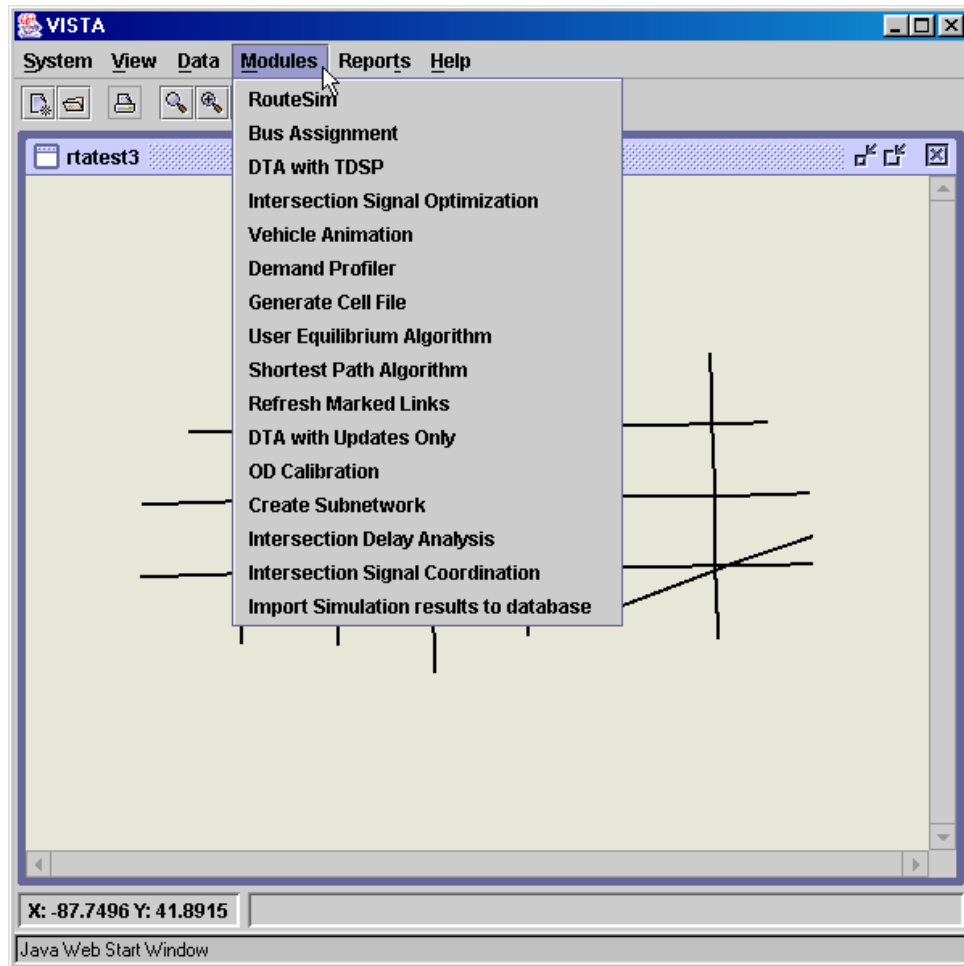 VISTA
System View Data Modules Reports Help
RouteSim
Bus Assignment
DTA with TDSP
Intersection Signal Optimization
Vehicle Animation
Demand Profiler
Generate Cell File
User Equilibrium Algorithm
Shortest Path Algorithm
Refresh Marked Links
DTA with Updates Only
OD Calibration
Create Subnetwork
Intersection Delay Analysis
Intersection Signal Coordination
Import Simulation results to database
rtatest3
X: -87.7496 Y: 41.8915
Java Web Start Window